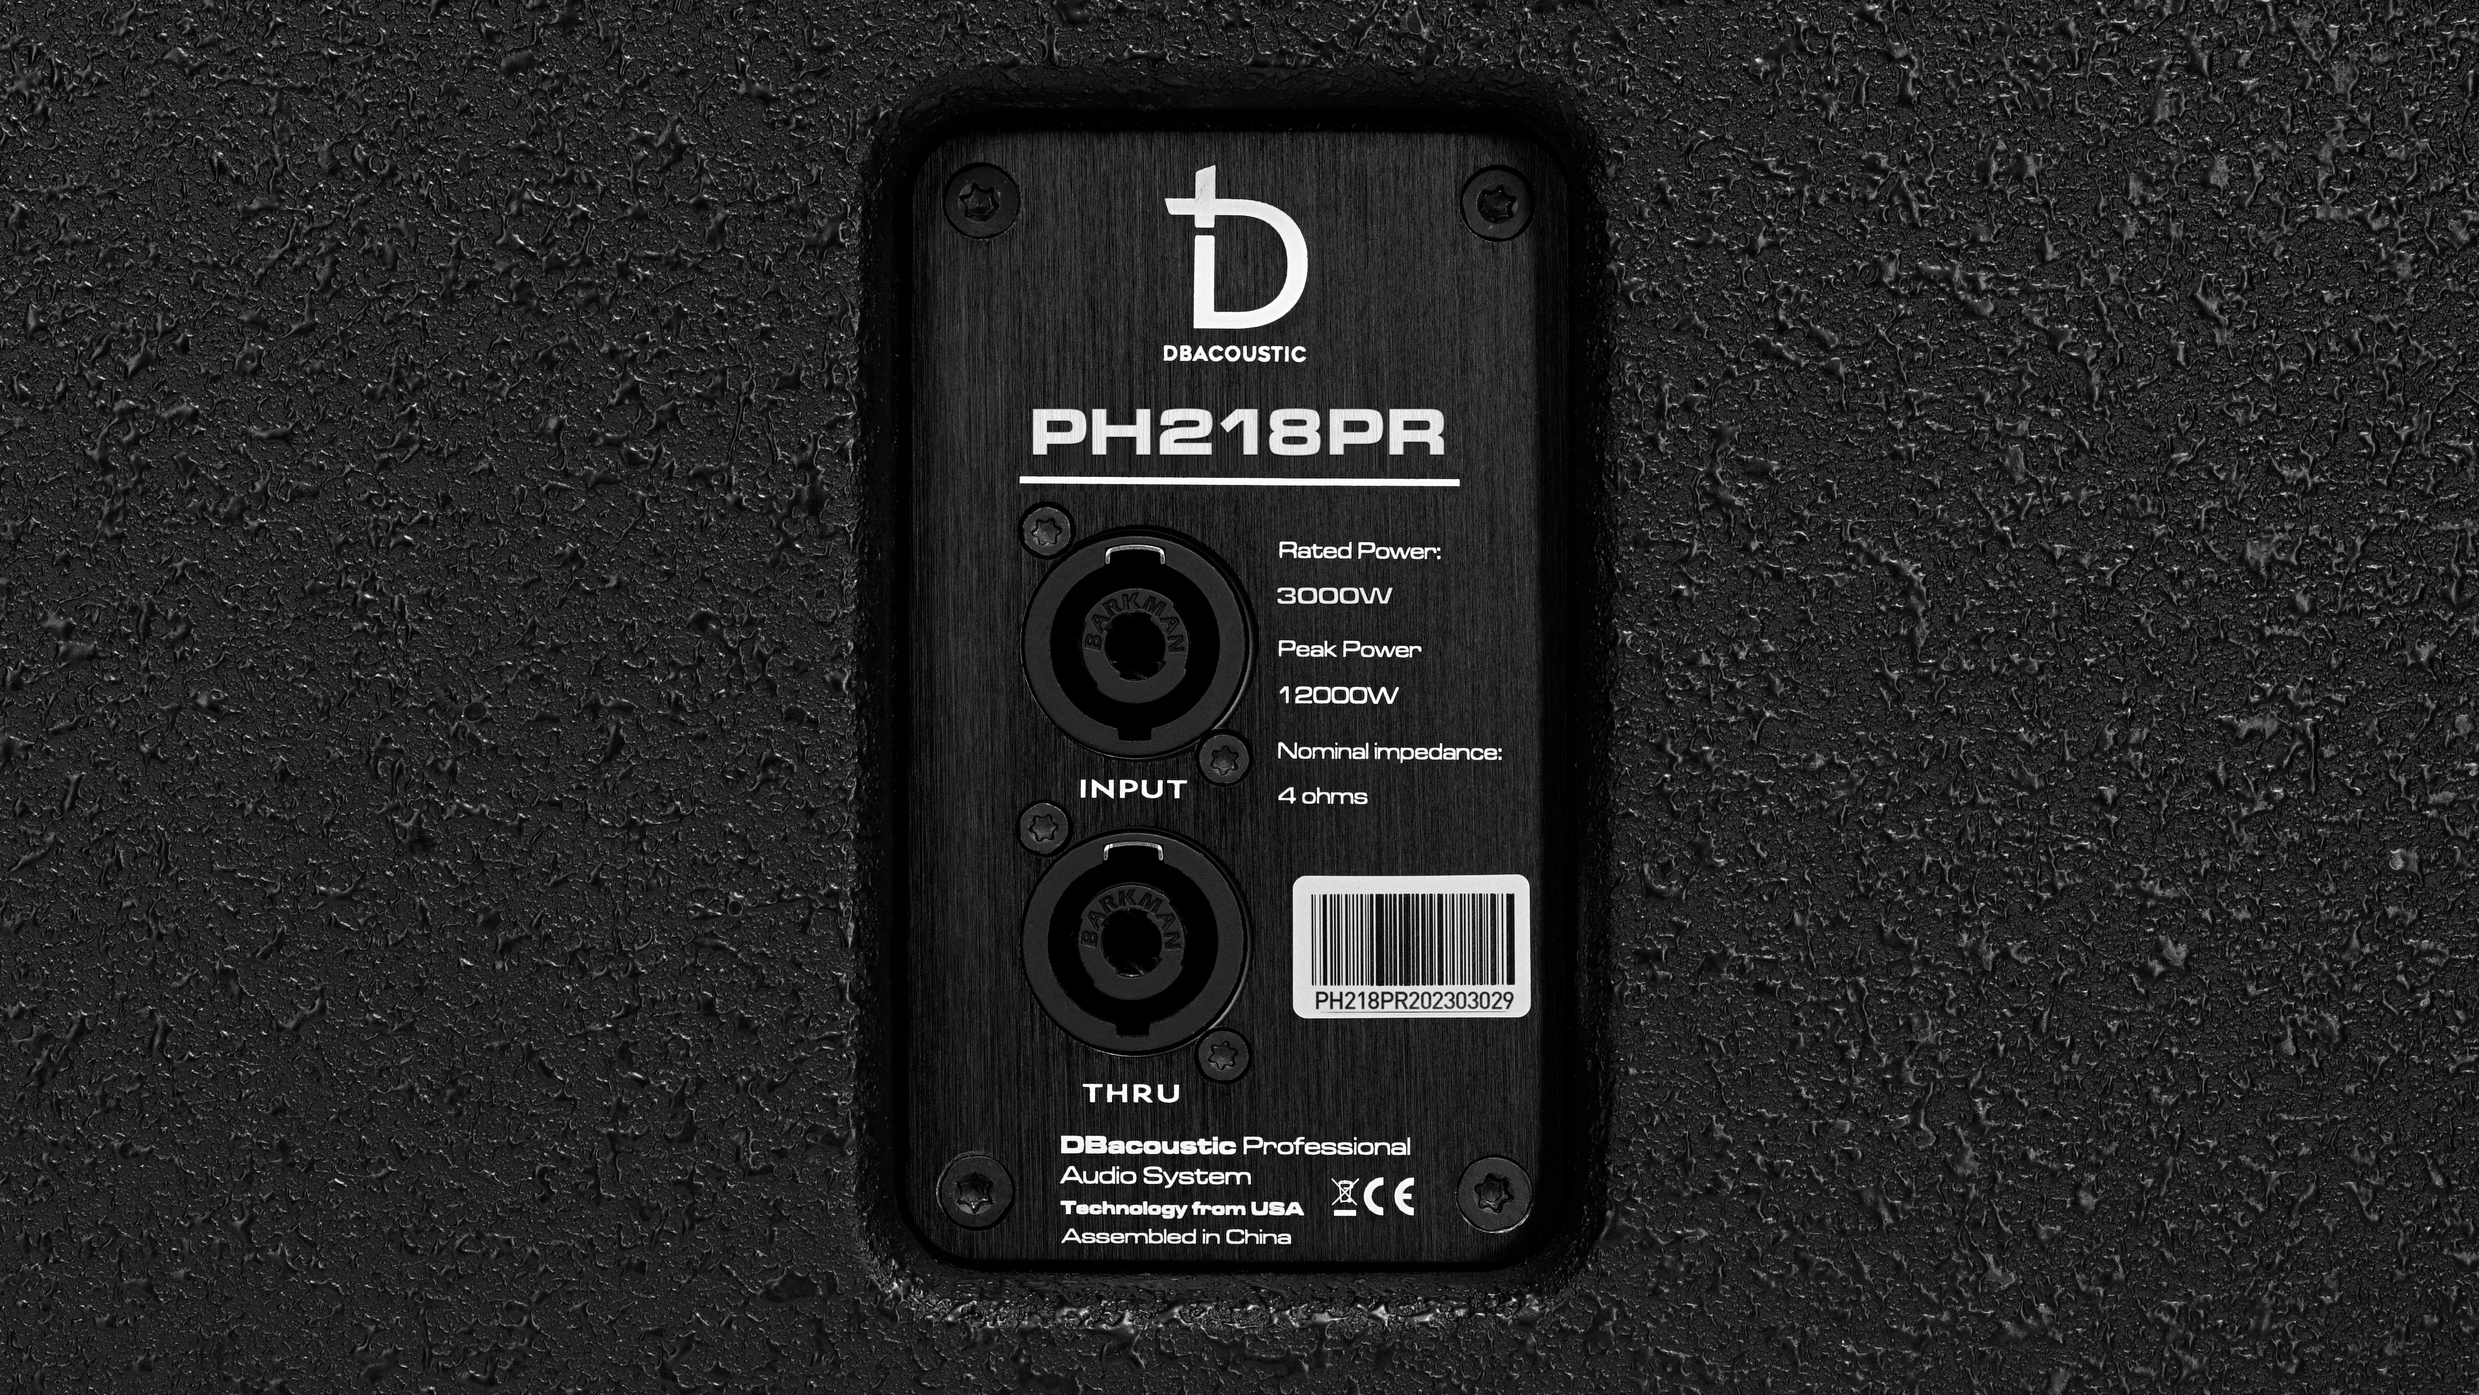 DBACOUSTIC
PH218PR
BARKMAN
INPUT
Rated Power:
3000W
Peak Power
12000W
Nominal impedance:
4 ohms
BARKMAN
THRU
PH218PR202303029
DBacoustic Professional
Audio System
Technology from USA
Assembled in China
CE